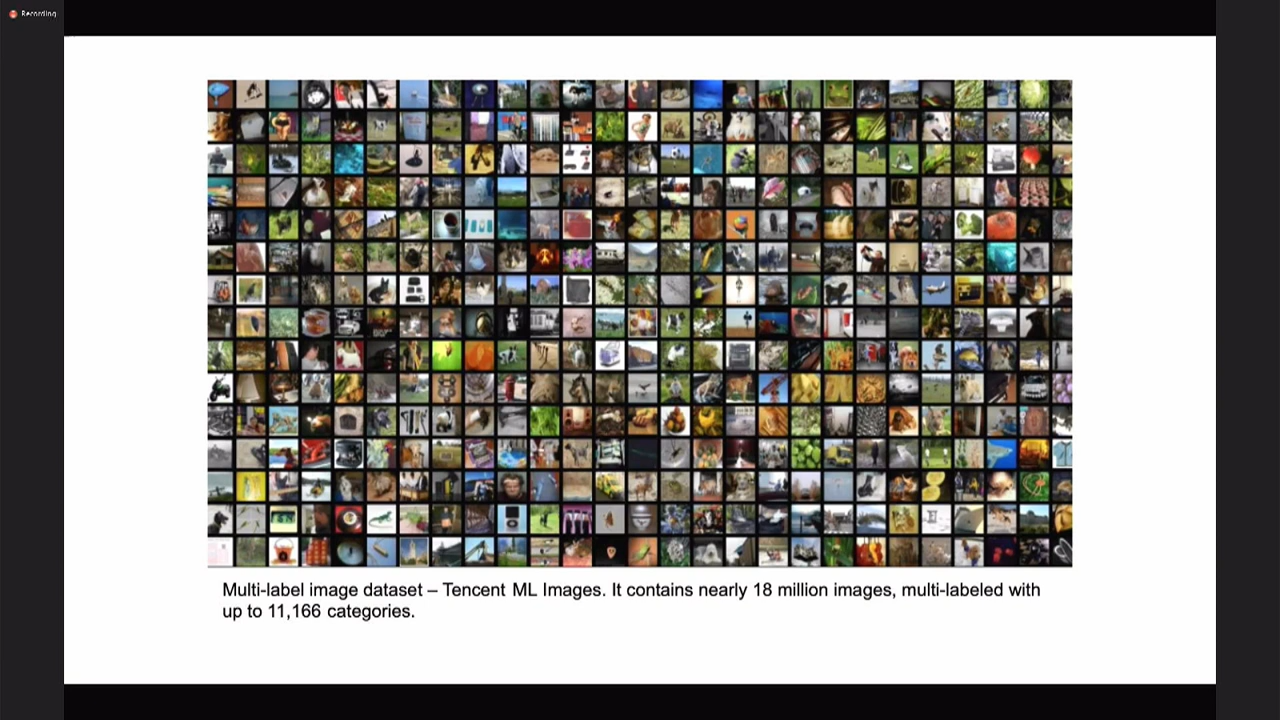 Recording
Multi-label image dataset – Tencent ML Images. It contains nearly 18 million images, multi-labeled with
up to 11,166 categories.